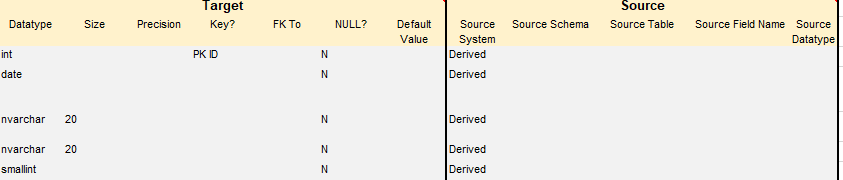 Target Source
Datatype Size Precision Key? FK To NULL? Default Value Source System Source Schema Source Table Source Field Name Source Datatype
int PK ID N Derived
date N Derived
nvarchar 20 N Derived
nvarchar 20 N Derived
smallint N Derived